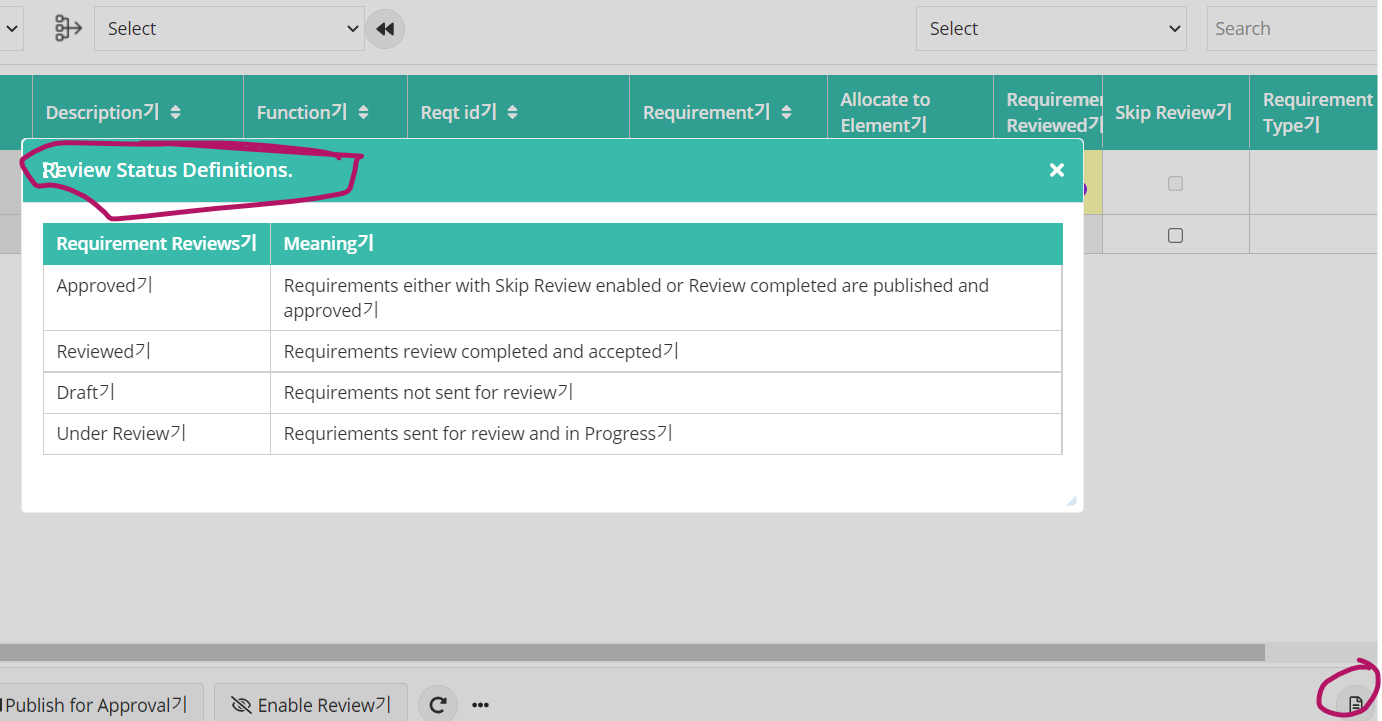 Select
Select
Search
Description기
Function기
Reqt id기
Requirement기
Allocate to
Element기
Requiremen
Reviewed기
Skip Review기
Requirement
Type기
Review Status Definitions.
Requirement Reviews기 Meaning기
Approved기 Requirements either with Skip Review enabled or Review completed are published and
approved기
Reviewed기 Requirements review completed and accepted기
Draft기 Requirements not sent for review기
Under Review기 Requriements sent for review and in Progress기
Publish for Approval기
Enable Review기